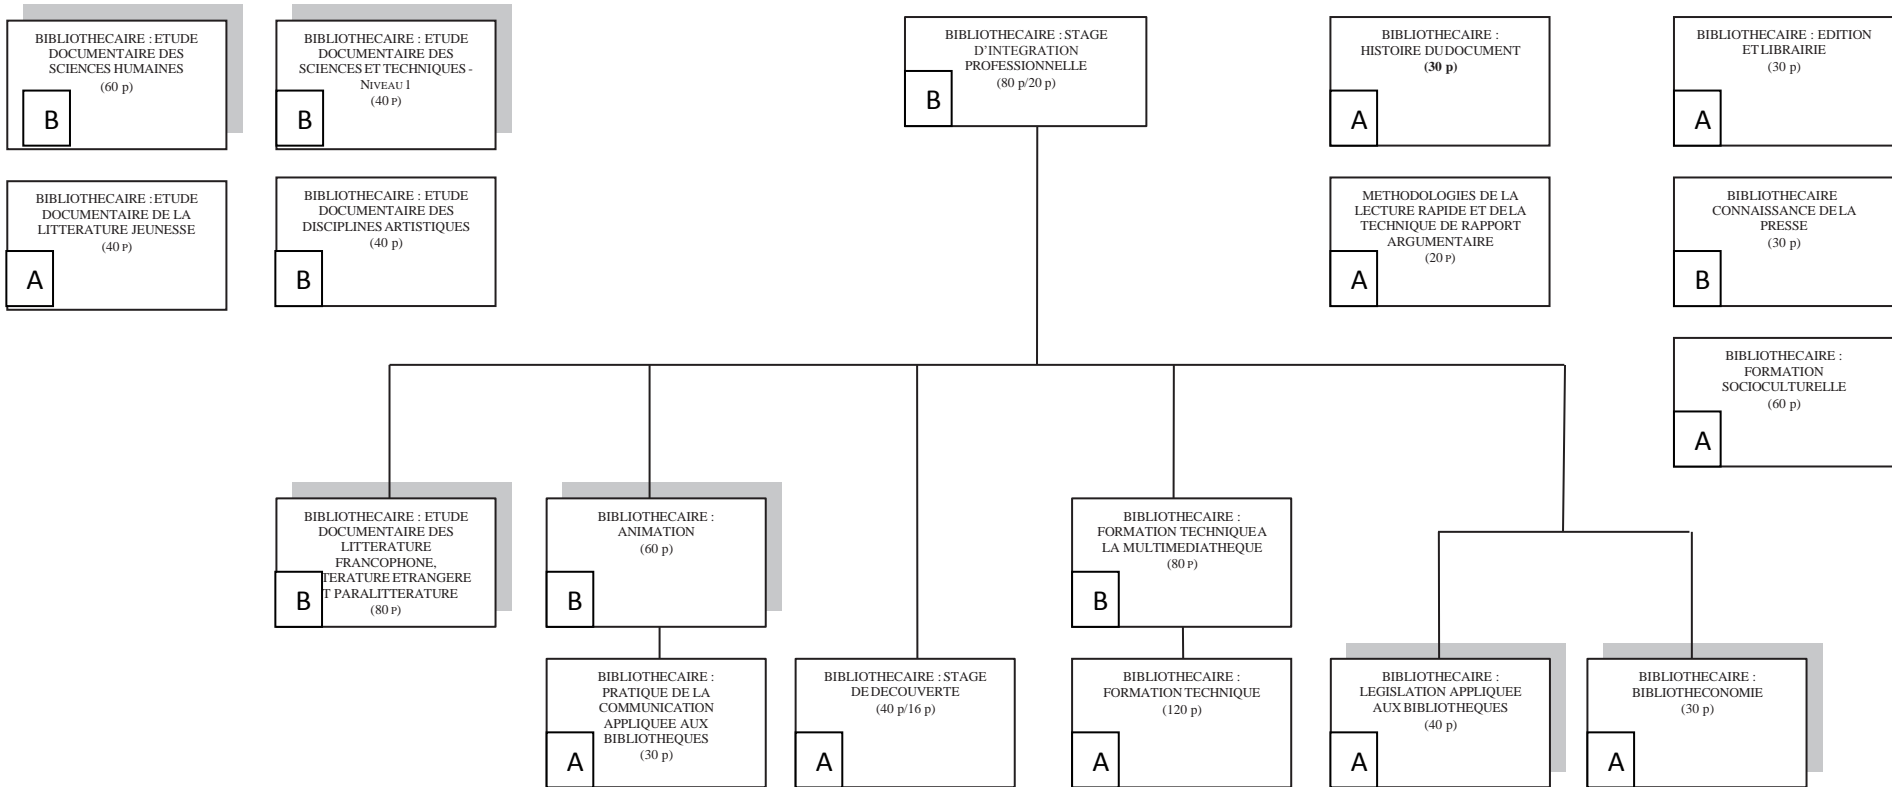 BIBLIOTHECAIRE : ETUDE
DOCUMENTAIRE DES
SCIENCES HUMAINES
(60 p)
B
BIBLIOTHECAIRE : ETUDE
DOCUMENTAIRE DES
SCIENCES ET TECHNIQUES -
NIVEAU 1
(40 P)
B
BIBLIOTHECAIRE : STAGE
D'INTEGRATION
PROFESSIONNELLE
(80 p/20 p)
B
BIBLIOTHECAIRE :
HISTOIRE DU DOCUMENT
(30 p)
A
BIBLIOTHECAIRE : EDITION
ET LIBRAIRIE
(30 p)
A
BIBLIOTHECAIRE : ETUDE
DOCUMENTAIRE DE LA
LITTERATURE JEUNESSE
(40 P)
A
BIBLIOTHECAIRE : ETUDE
DOCUMENTAIRE DES
DISCIPLINES ARTISTIQUES
(40 p)
B
METHODOLOGIES DE LA
LECTURE RAPIDE ET DE LA
TECHNIQUE DE RAPPORT
ARGUMENTAIRE
(20 P)
A
BIBLIOTHECAIRE
CONNAISSANCE DE LA
PRESSE
(30 p)
B
BIBLIOTHECAIRE :
FORMATION
SOCIOCULTURELLE
(60 p)
A
BIBLIOTHECAIRE : ETUDE
DOCUMENTAIRE DES
LITTERATURE
FRANCOPHONE,
TERATURE ETRANGERE
T PARALITTERATURE
(80 P)
B
BIBLIOTHECAIRE :
ANIMATION
(60 p)
B
BIBLIOTHECAIRE :
FORMATION TECHNIQUE A
LA MULTIMEDIATHEQUE
(80 P)
B
BIBLIOTHECAIRE :
PRATIQUE DE LA
COMMUNICATION
APPLIQUEE AUX
BIBLIOTHEQUES
(30 p)
A
BIBLIOTHECAIRE : STAGE
DE DECOUVERTE
(40 p/16 p)
A
BIBLIOTHECAIRE :
FORMATION TECHNIQUE
(120 p)
A
BIBLIOTHECAIRE :
LEGISLATION APPLIQUEE
AUX BIBLIOTHEQUES
(40 p)
A
BIBLIOTHECAIRE :
BIBLIOTHECONOMIE
(30 p)
A